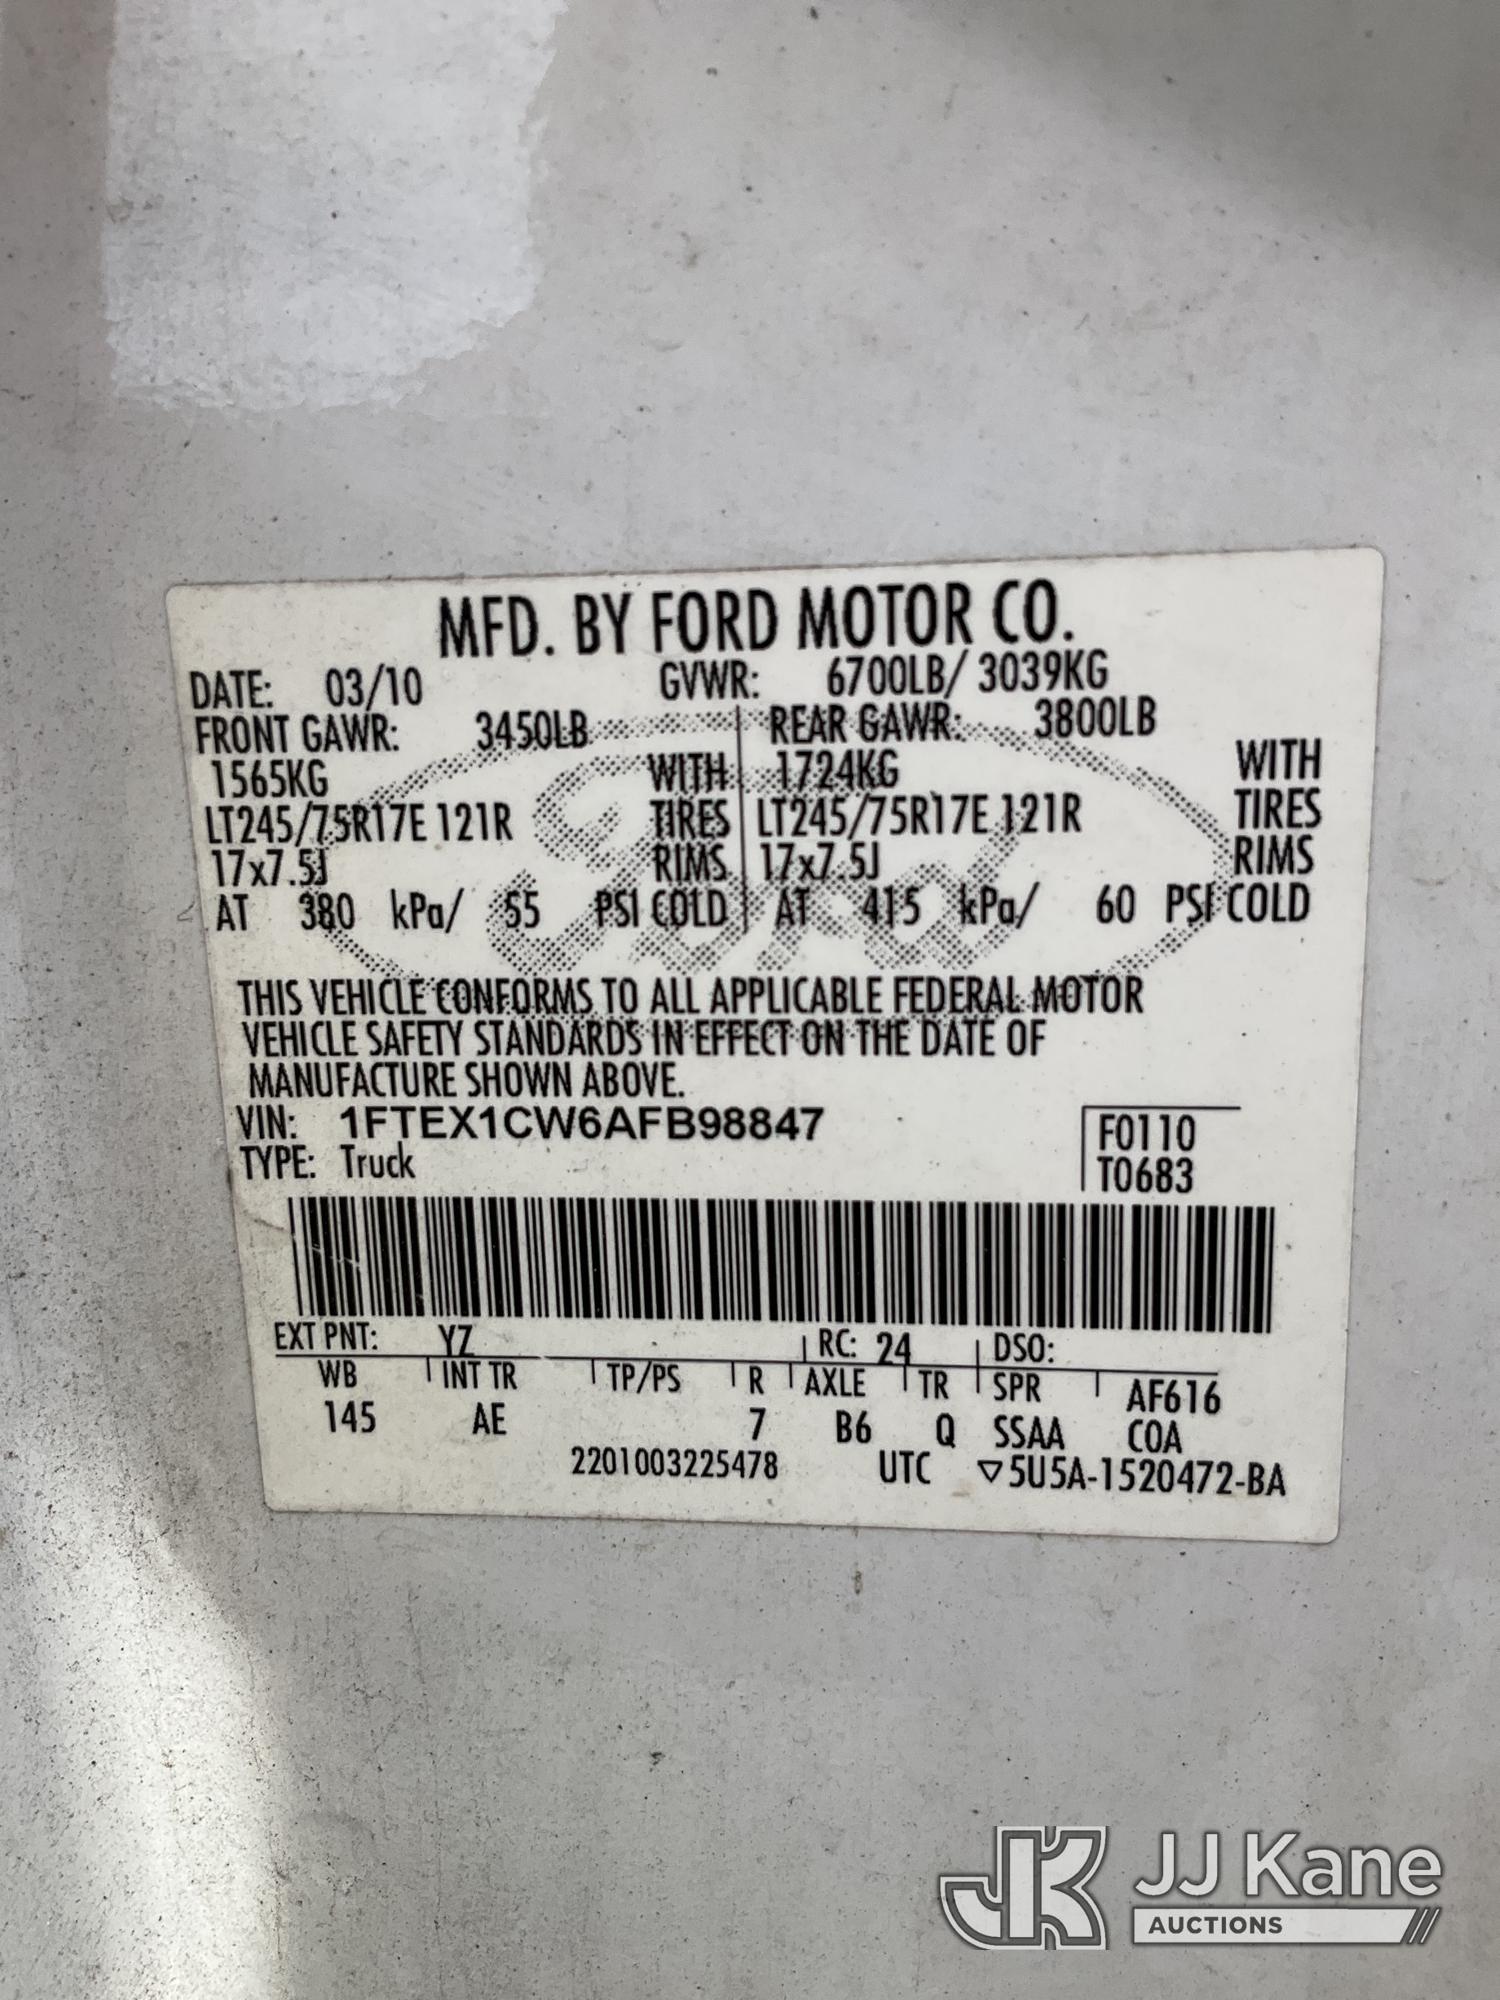 MFD. BY FORD MOTOR CO.
DATE: 03/10 GVWR: 6700LB/ 3039KG
FRONT GAWR: 3450LB REAR GAWR: 3800LB
1565KG WITH 1724KG WITH
LT245/75R17E 121R TIRES LT245/75R17E 121R TIRES
17x7.5J RIMS 17x7.5J RIMS
AT 380 kPa/ 55 PSI COLD AT 415 kPa/ 60 PSI COLD
THIS VEHICLE CONFORMS TO ALL APPLICABLE FEDERAL MOTOR
VEHICLE SAFETY STANDARDS IN EFFECT ON THE DATE OF
MANUFACTURE SHOWN ABOVE.
VIN: 1FTEX1CW6AFB98847 F0110
TYPE: Truck T0683
EXT PNT: YZ RC: 24 DSO:
WB INT TR TP/PS R AXLE TR SPR AF616
145 AE 7 B6 Q SSAA COA
2201003225478 UTC ▽5U5A-1520472-BA
Ford
JK JJ Kane
AUCTIONS